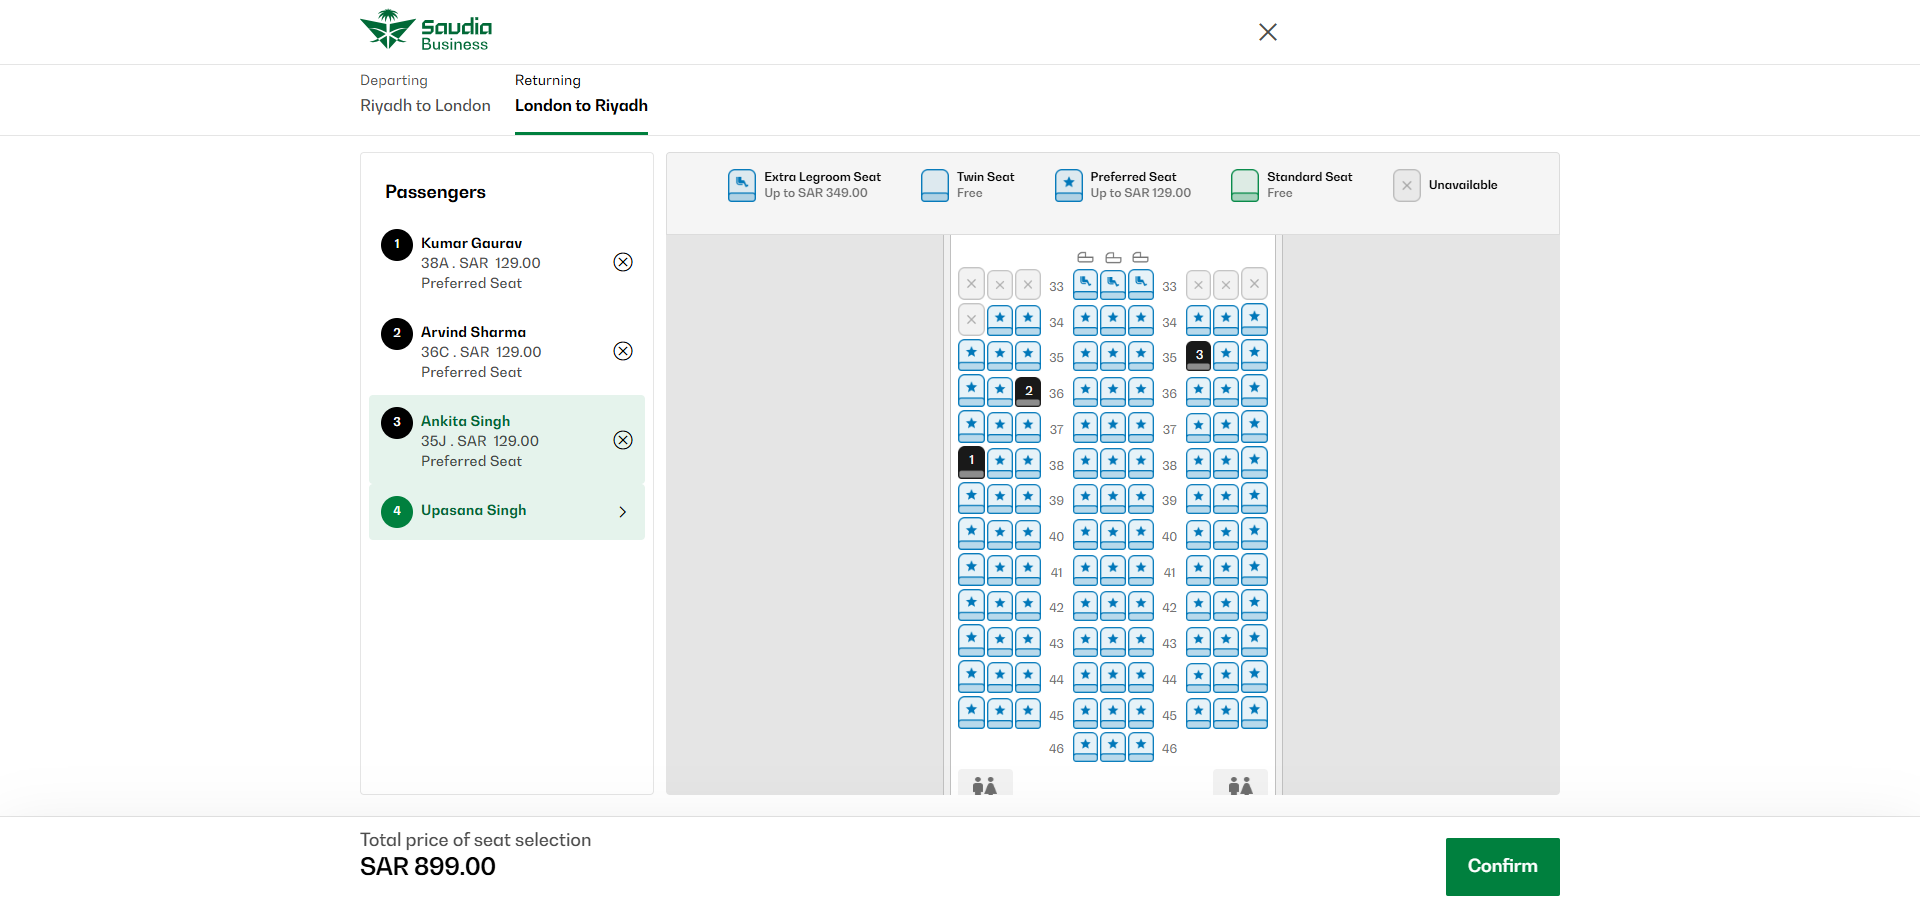 Saudia
Business
Departing
Returning
Riyadh to London
London to Riyadh
Passengers
1
Kumar Gaurav
38A . SAR 129.00
Preferred Seat
2
Arvind Sharma
36C . SAR 129.00
Preferred Seat
3
Ankita Singh
35J . SAR 129.00
Preferred Seat
4
Upasana Singh
Extra Legroom Seat
Up to SAR 349.00
Twin Seat
Free
Preferred Seat
Up to SAR 129.00
Standard Seat
Free
Unavailable
33 33
34 34
35 35 3
2 36 36
37 37
1 38 38
39 39
40 40
41 41
42 42
43 43
44 44
45 45
46 46
Total price of seat selection
SAR 899.00
Confirm